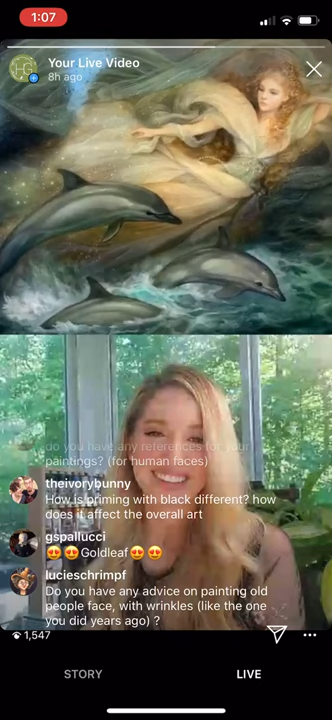 1:07
Your Live Video
8h ago
do you have any references for your
paintings? (for human faces)
theivorybunny
How is priming with black different? how
does it affect the overall art
gspallucci
😍😍Goldleaf😍😍
lucieschrimpf
Do you have any advice on painting old
people face, with wrinkles (like the one
you did years ago) ?
1,547
STORY
LIVE